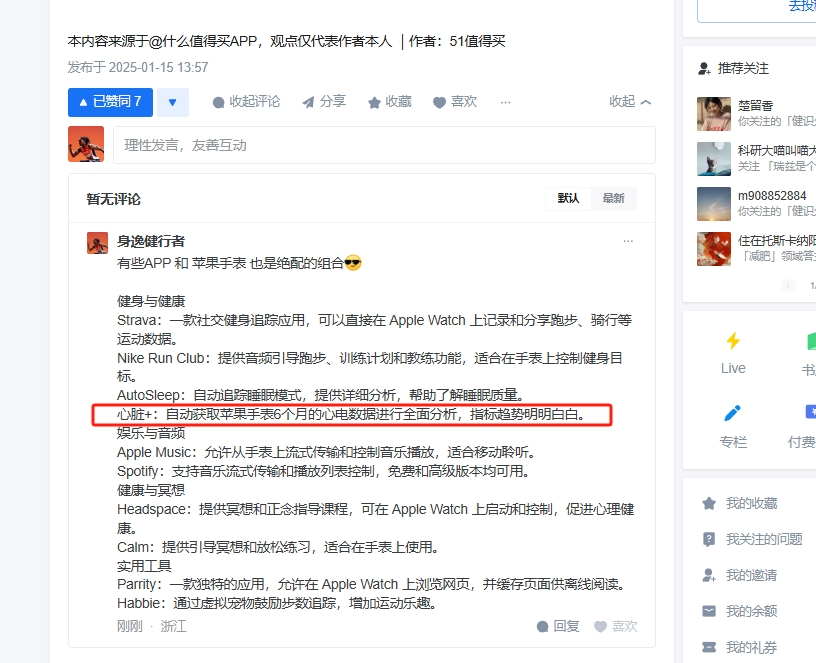 去投
本内容来源于@什么值得买APP，观点仅代表作者本人 ｜作者：51值得买
发布于 2025-01-15 13:57
已赞同 7
收起评论
分享
收藏
喜欢
收起
理性发言，友善互动
暂无评论
默认
最新
身逸健行者
有些APP 和 苹果手表 也是绝配的组合😎
健身与健康
Strava：一款社交健身追踪应用，可以直接在 Apple Watch 上记录和分享跑步、骑行等
运动数据。
Nike Run Club：提供音频引导跑步、训练计划和教练功能，适合在手表上控制健身目
标。
AutoSleep：自动追踪睡眠模式，提供详细分析，帮助了解睡眠质量。
心脏+：自动获取苹果手表6个月的心电数据进行全面分析，指标趋势明明白白。
娱乐与音频
Apple Music：允许从手表上流式传输和控制音乐播放，适合移动聆听。
Spotify：支持音乐流式传输和播放列表控制，免费和高级版本均可用。
健康与冥想
Headspace：提供冥想和正念指导课程，可在 Apple Watch 上启动和控制，促进心理健
康。
Calm：提供引导冥想和放松练习，适合在手表上使用。
实用工具
Parrity：一款独特的应用，允许在 Apple Watch 上浏览网页，并缓存页面供离线阅读。
Habbie：通过虚拟宠物鼓励步数追踪，增加运动乐趣。
刚刚 · 浙江
回复
喜欢
推荐关注
楚留香
你关注的「健识
科研大喵叫喵大
关注 「瑞兹是个
m908852884
你关注的「健识
住在托斯卡纳阳
「减肥」领域答
Live
专栏
付费
我的收藏
我关注的问题
我的邀请
我的余额
我的礼券